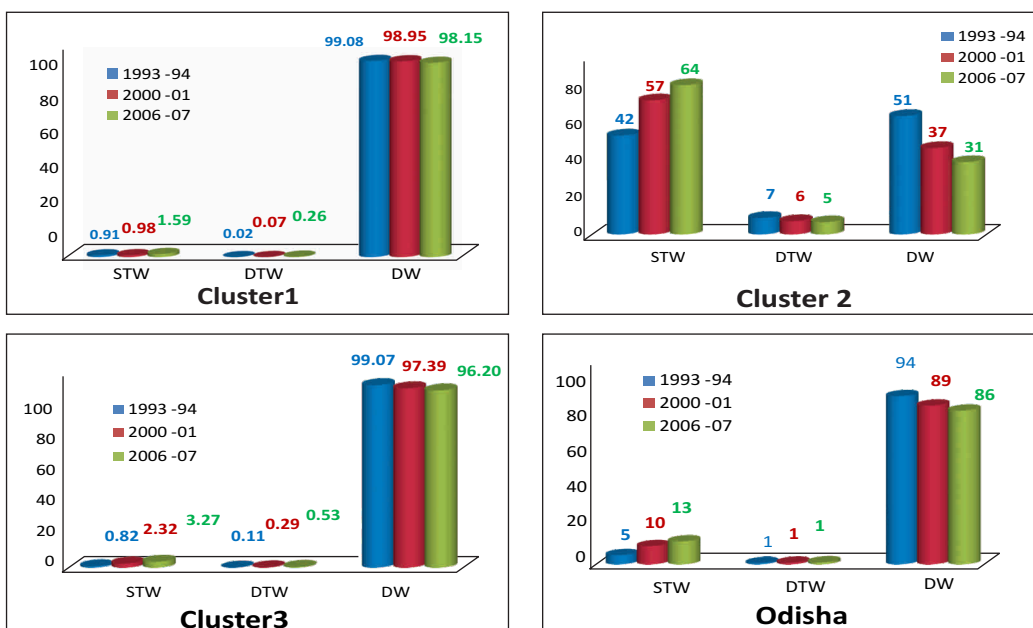 99.08 98.95 98.15
100
1993 -94
2000 -01
2006 -07
80
60
40
20
0
0.91 0.98 1.59
0.02 0.07 0.26
STW DTW DW
Cluster1
1993 -94
2000 -01
2006 -07
80
60
40
20
0
42 57 64
7 6 5
51 37 31
STW DTW DW
Cluster 2
99.07 97.39 96.20
100
1993 -94
2000 -01
2006 -07
80
60
40
20
0
0.82 2.32 3.27
0.11 0.29 0.53
STW DTW DW
Cluster3
94 89 86
100
1993 -94
2000 -01
2006 -07
80
60
40
20
0
5 10 13
1 1 1
STW DTW DW
Odisha